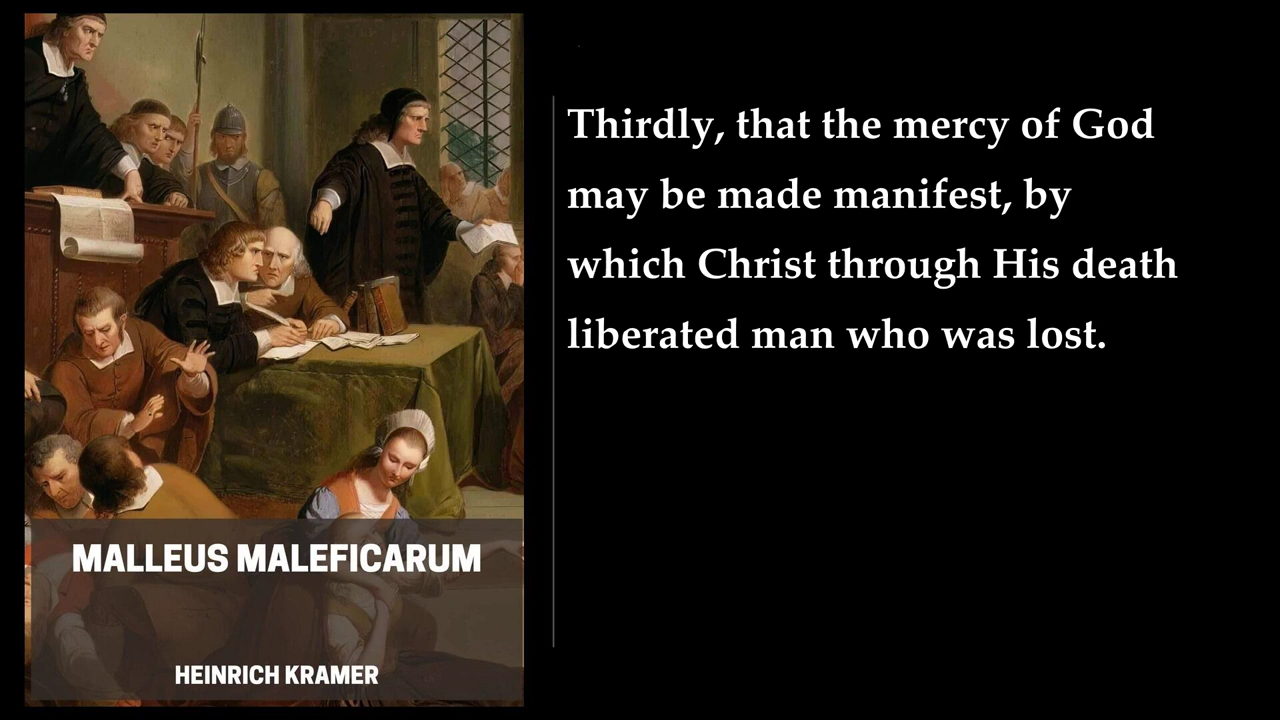 MALLEUS MALEFICARUM
HEINRICH KRAMER
Thirdly, that the mercy of God
may be made manifest, by
which Christ through His death
liberated man who was lost.